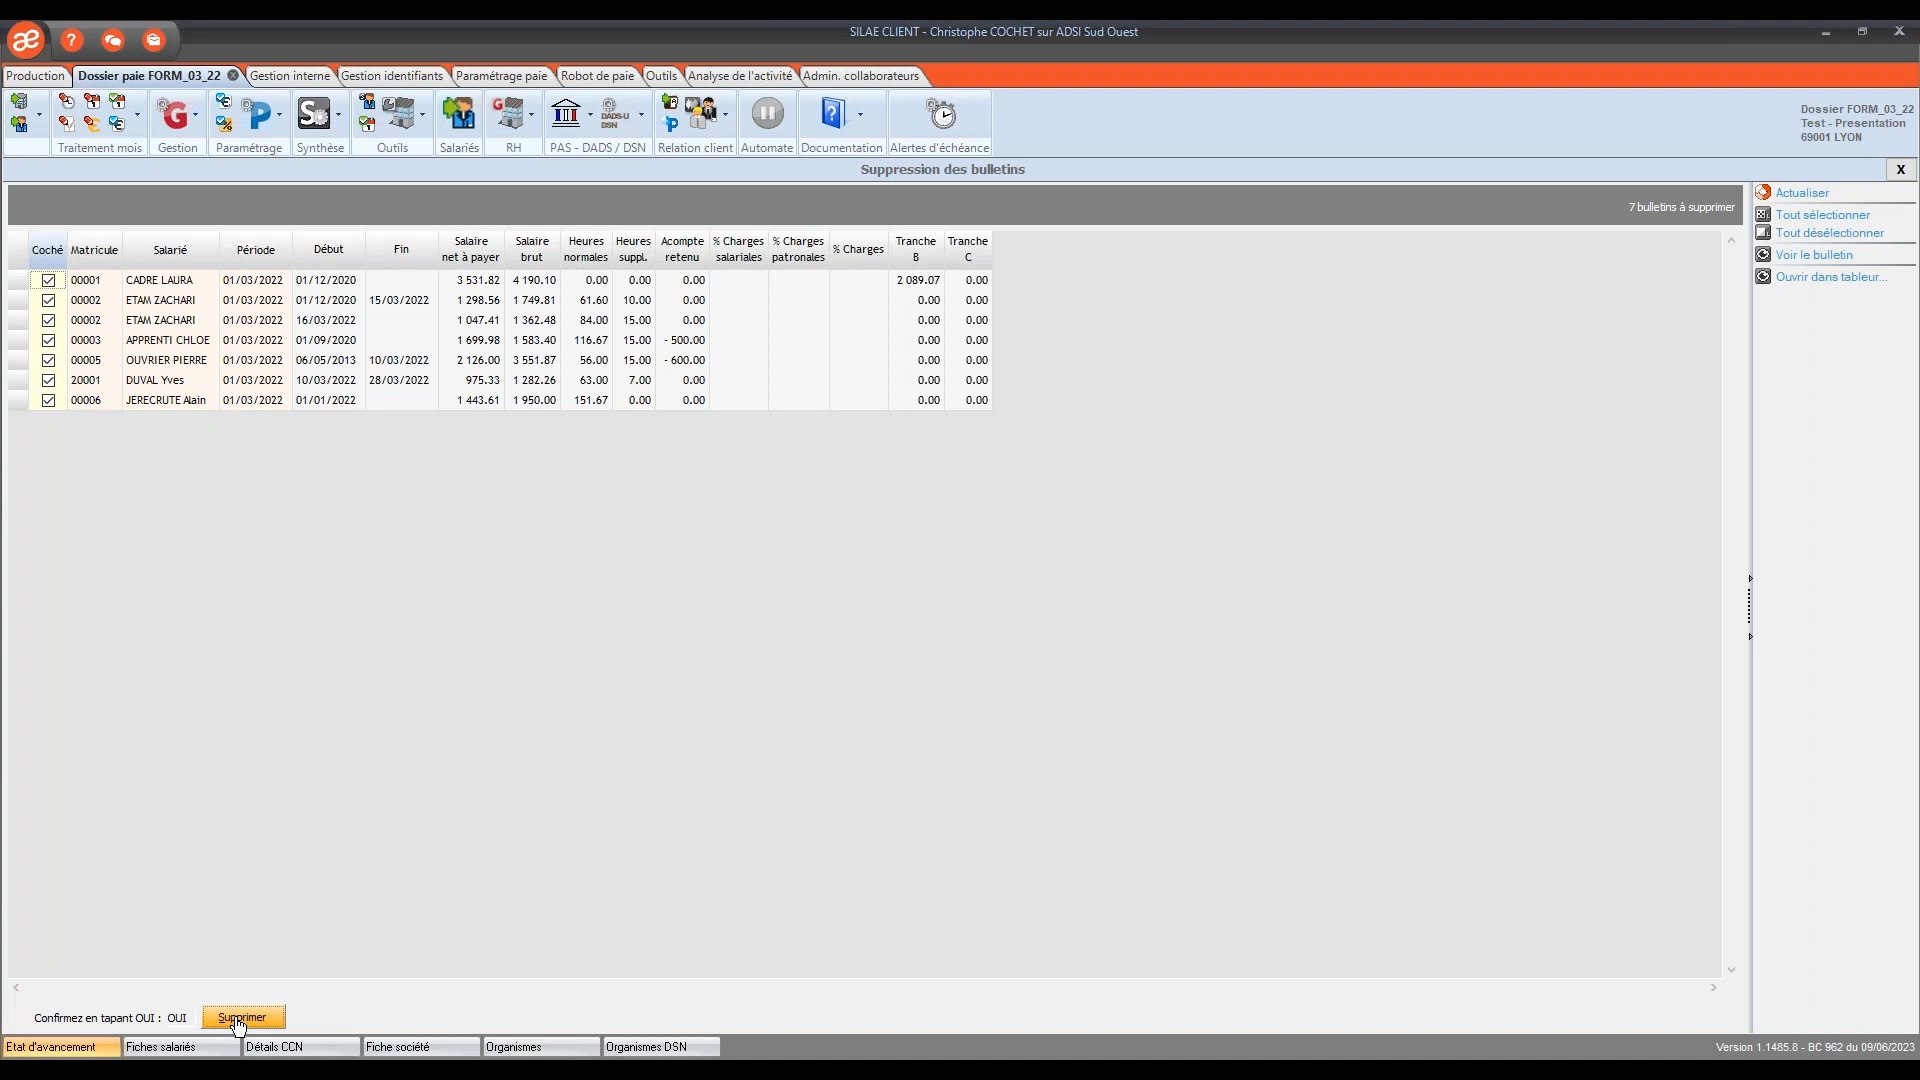 SILAE CLIENT - Christophe COCHET sur ADSI Sud Ouest
Production Dossier paie FORM_03_22 Gestion interne Gestion identifiants Paramétrage paie Robot de paie Outils Analyse de l'activité Admin. collaborateurs
Traitement mois Gestion Paramétrage Synthèse Outils Salariés RH PAS - DADS / DSN Relation client Automate Documentation Alertes d'échéance
DADS-U
DSN
Dossier FORM_03_22
Test - Presentation
69001 LYON
Suppression des bulletins
X
7 bulletins à supprimer
Actualiser
Tout sélectionner
Tout désélectionner
Voir le bulletin
Ouvrir dans tableur...
Coché Matricule Salarié Période Début Fin Salaire net à payer Salaire brut Heures normales Heures suppl. Acompte retenu % Charges salariales % Charges patronales % Charges Tranche B Tranche C
00001 CADRE LAURA 01/03/2022 01/12/2020 3 531.82 4 190.10 0.00 0.00 0.00 2 089.07 0.00
00002 ETAM ZACHARI 01/03/2022 01/12/2020 15/03/2022 1 298.56 1 749.81 61.60 10.00 0.00 0.00 0.00
00002 ETAM ZACHARI 01/03/2022 16/03/2022 1 047.41 1 362.48 84.00 15.00 0.00 0.00 0.00
00003 APPRENTI CHLOE 01/03/2022 01/09/2020 1 699.98 1 583.40 116.67 15.00 - 500.00 0.00 0.00
00005 OUVRIER PIERRE 01/03/2022 06/05/2013 10/03/2022 2 126.00 3 551.87 56.00 15.00 - 600.00 0.00 0.00
20001 DUVAL Yves 01/03/2022 10/03/2022 28/03/2022 975.33 1 282.26 63.00 7.00 0.00 0.00 0.00
00006 JERECRUTE Alain 01/03/2022 01/01/2022 1 443.61 1 950.00 151.67 0.00 0.00 0.00 0.00
Confirmez en tapant OUI : OUI Supprimer
Etat d'avancement Fiches salariés Détails CCN Fiche société Organismes Organismes DSN
Version 1.1485.8 - BC 962 du 09/06/2023